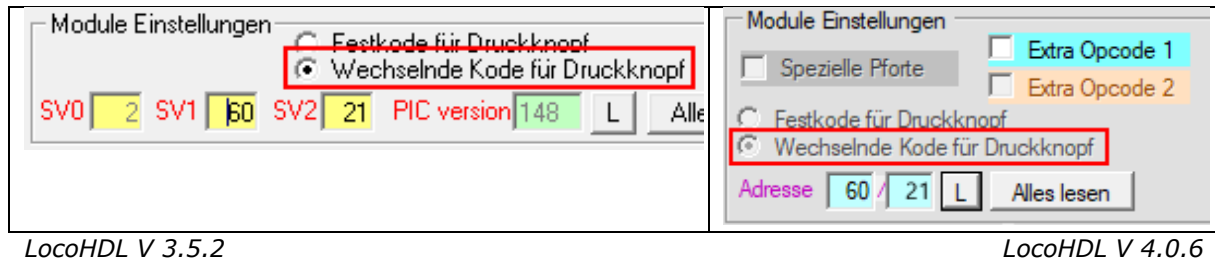 Module Einstellungen
Festkode für Druckknopf
Wechselnde Kode für Druckknopf
SV0 2 SV1 60 SV2 21 PIC version 148 L Alle
Module Einstellungen
Spezielle Pforte
Extra Opcode 1
Extra Opcode 2
Festkode für Druckknopf
Wechselnde Kode für Druckknopf
Adresse 60 / 21 L Alles lesen
LocoHDL V 3.5.2
LocoHDL V 4.0.6